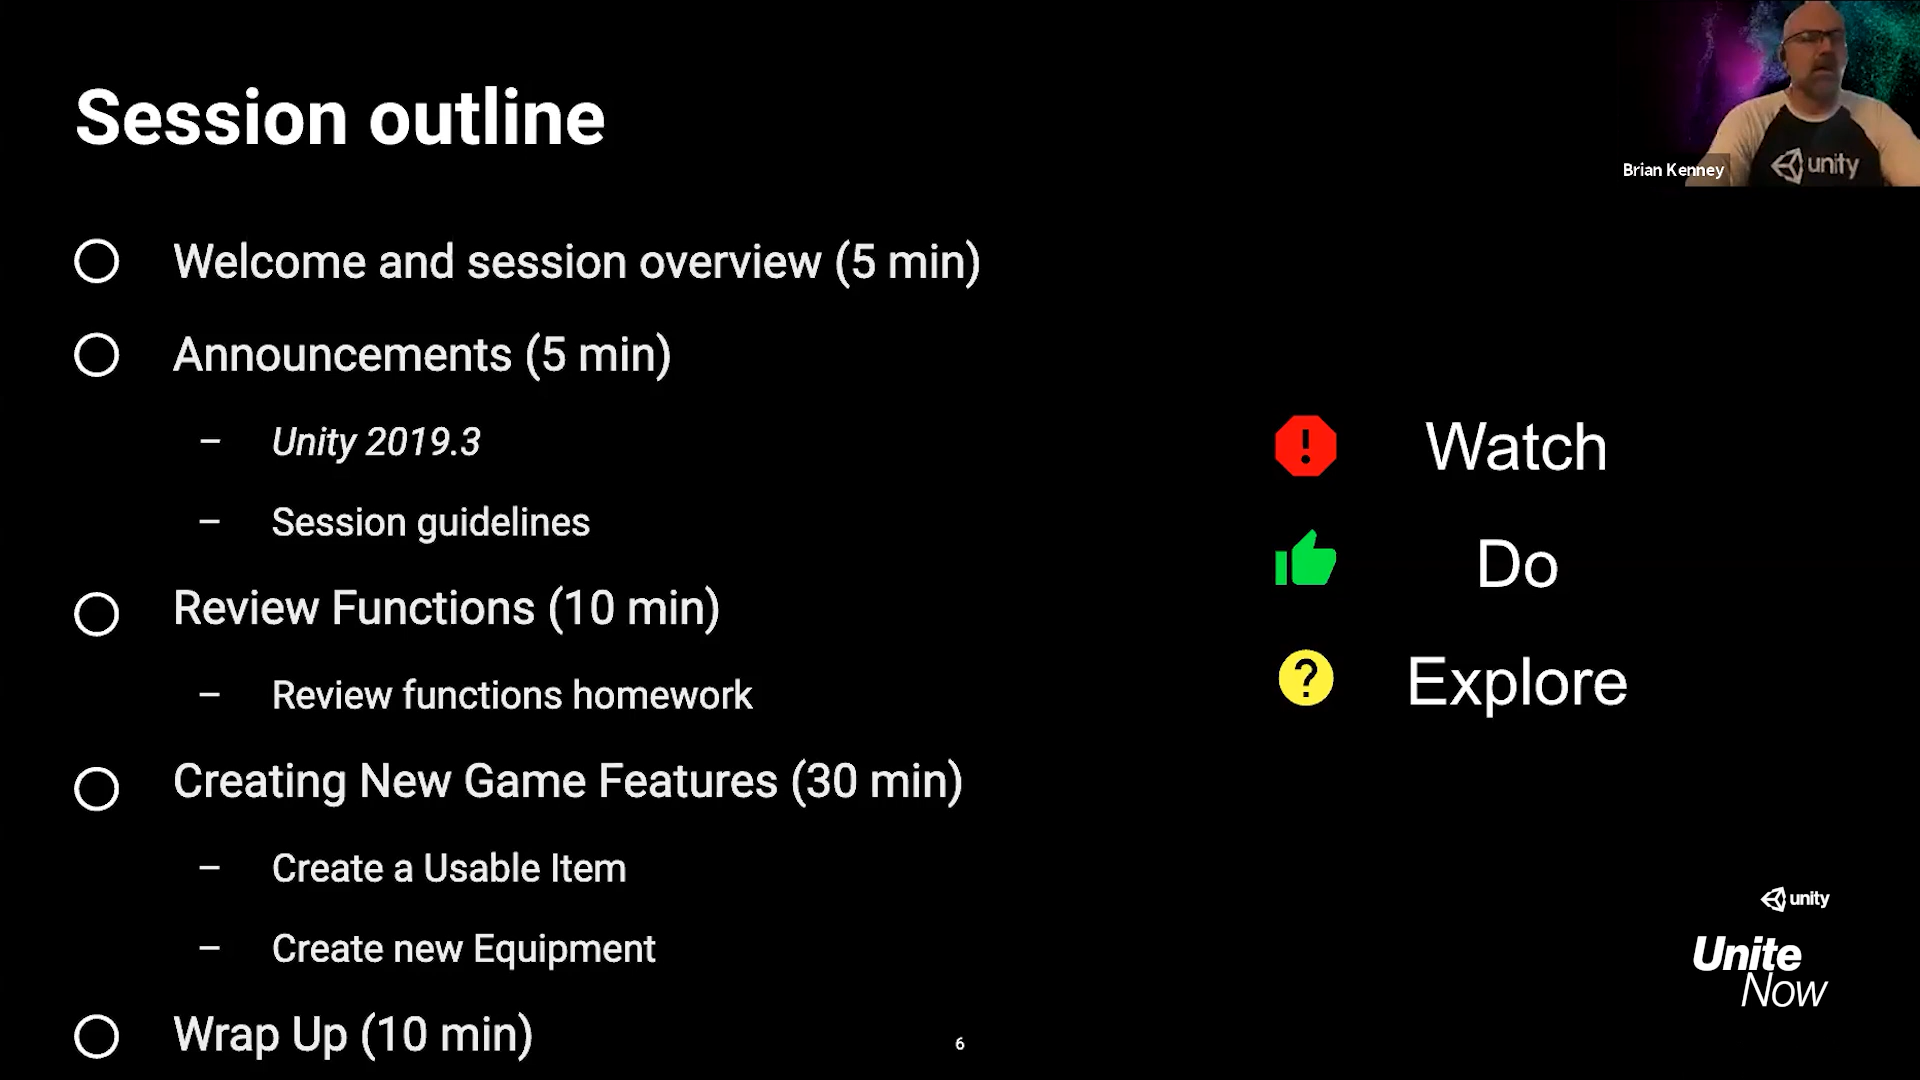 Session outline
Welcome and session overview (5 min)
Announcements (5 min)
– Unity 2019.3
– Session guidelines
Review Functions (10 min)
– Review functions homework
Creating New Game Features (30 min)
– Create a Usable Item
– Create new Equipment
Wrap Up (10 min)
! Watch
Do
? Explore
unity
Brian Kenney
unity
Unite
Now
6